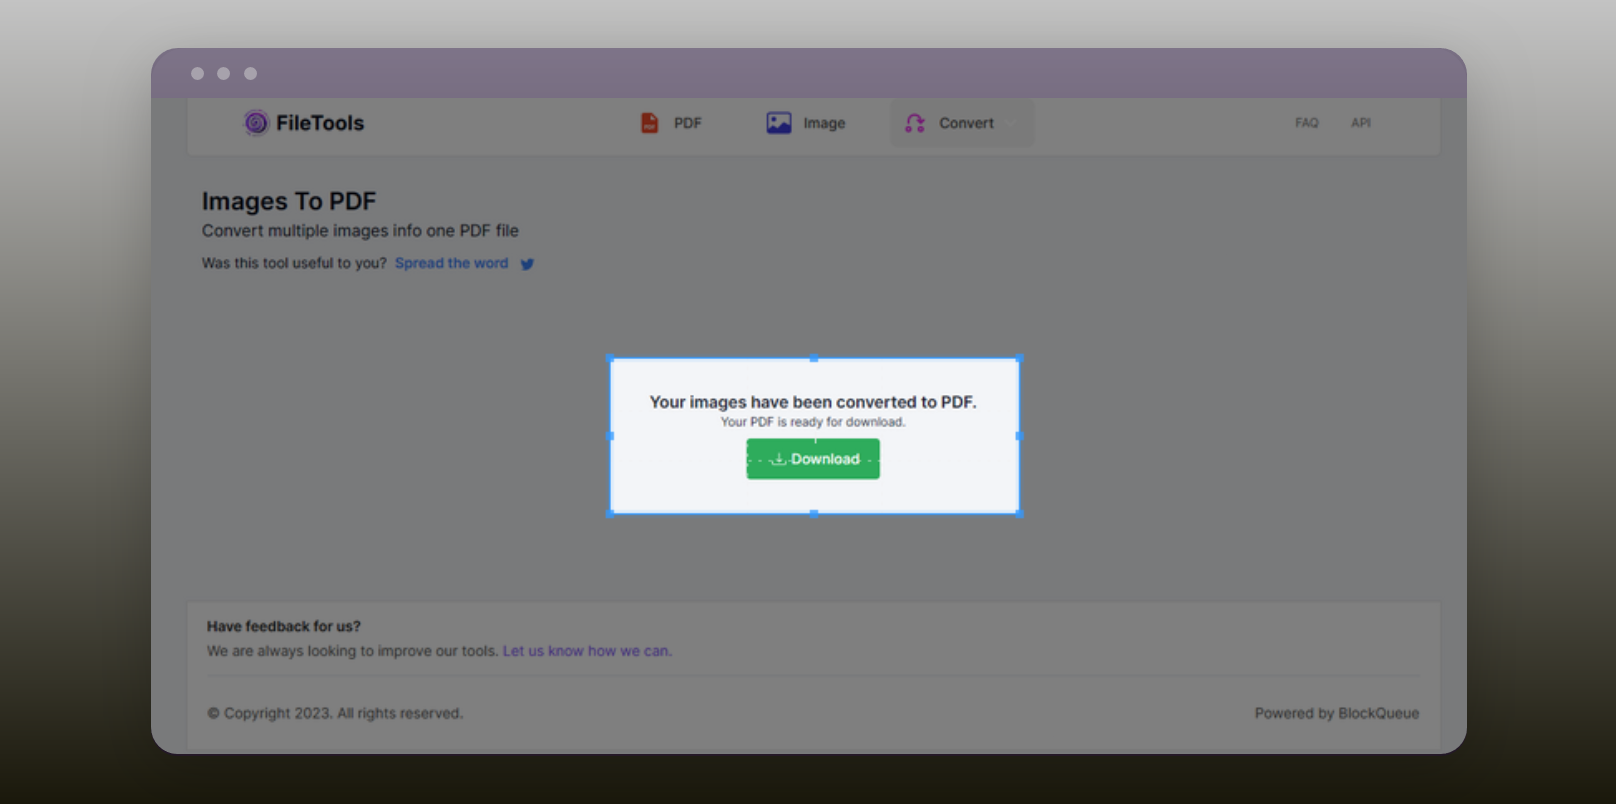 FileTools
PDF
Image
Convert
FAQ
API
Images To PDF
Convert multiple images info one PDF file
Was this tool useful to you? Spread the word
Your images have been converted to PDF.
Your PDF is ready for download.
Download
Have feedback for us?
We are always looking to improve our tools. Let us know how we can.
© Copyright 2023. All rights reserved.
Powered by BlockQueue